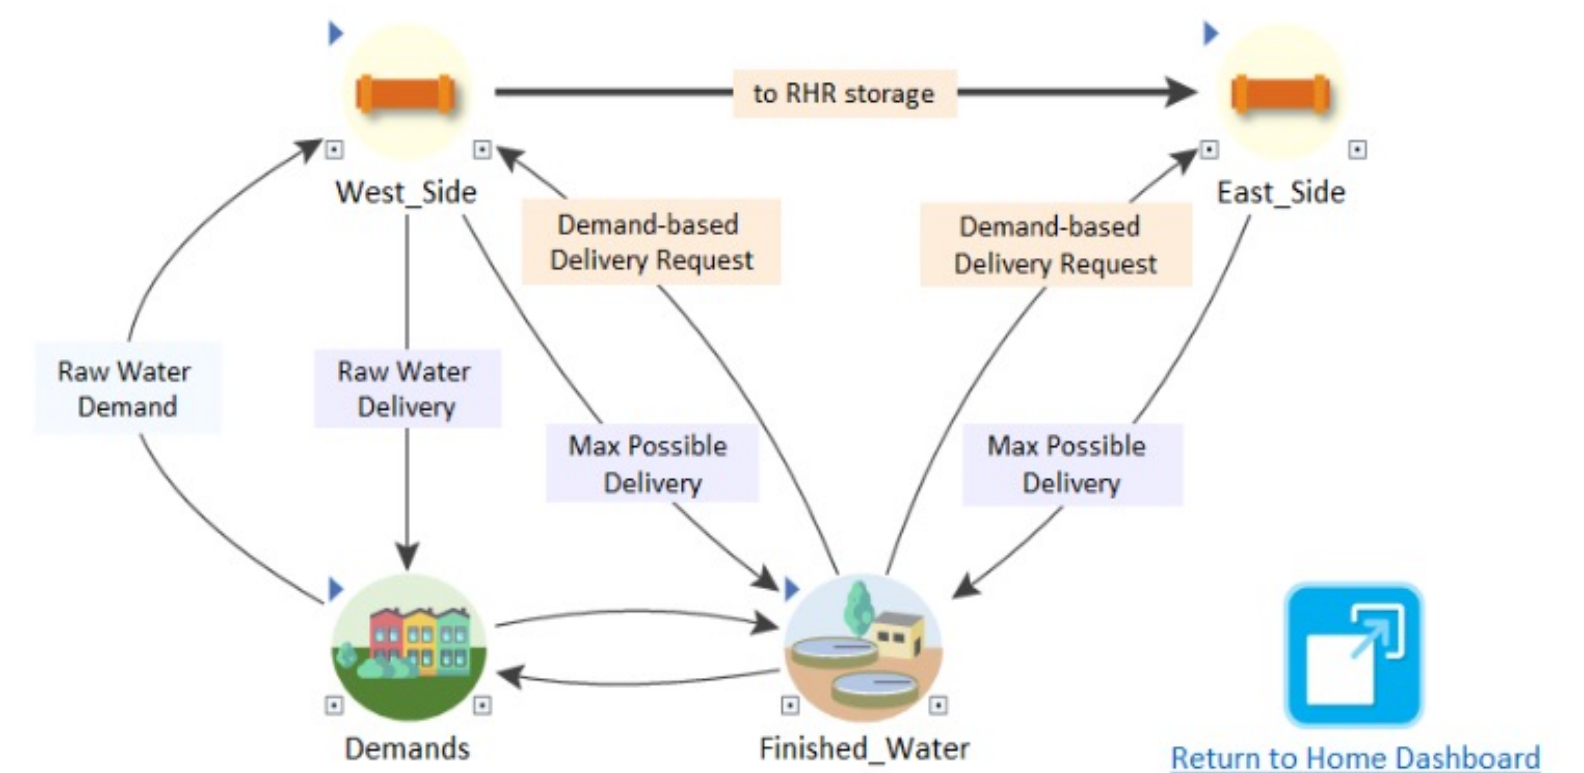 to RHR storage
West_Side
East_Side
Demand-based
Delivery Request
Demand-based
Delivery Request
Raw Water
Demand
Raw Water
Delivery
Max Possible
Delivery
Max Possible
Delivery
Demands
Finished_Water
Return to Home Dashboard